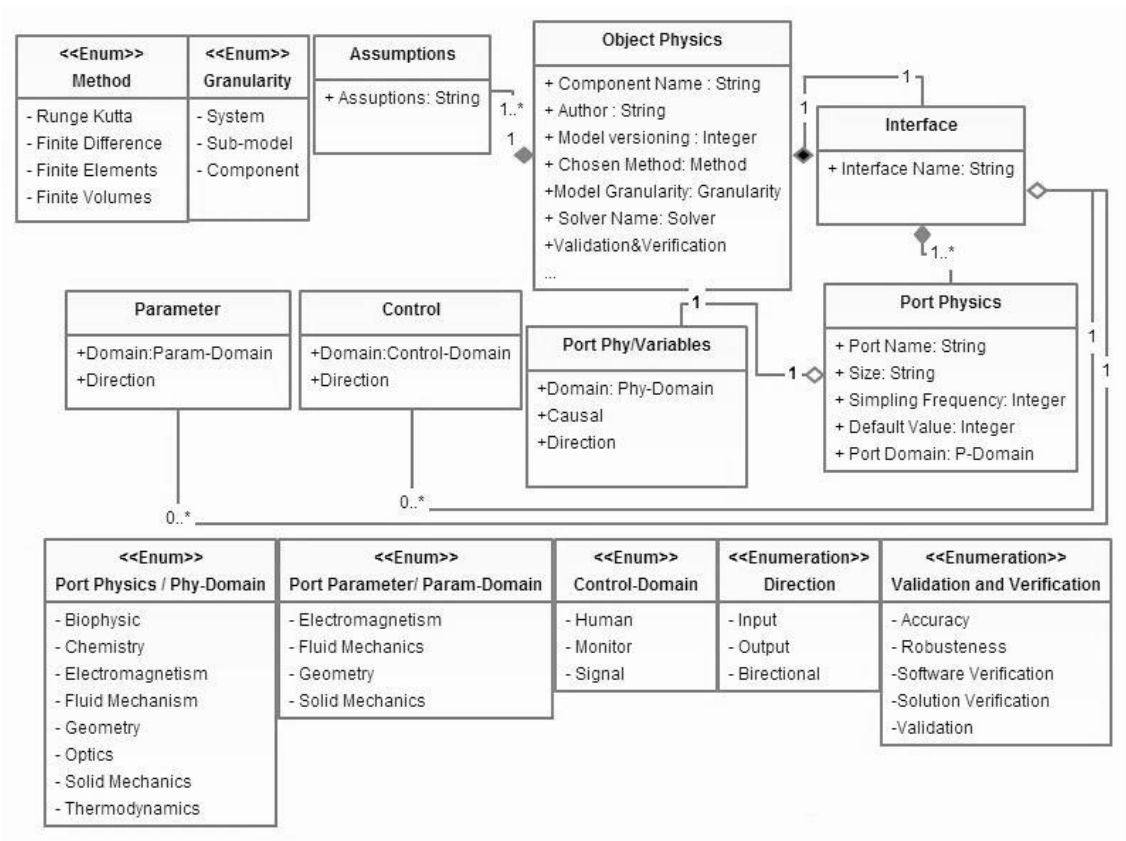 <<Enum>>
Method
- Runge Kutta
- Finite Difference
- Finite Elements
- Finite Volumes
<<Enum>>
Granularity
- System
- Sub-model
- Component
Assumptions
+ Assuptions: String
1..*
1
Object Physics
+ Component Name : String
+ Author : String
+ Model versioning : Integer
+ Chosen Method: Method
+Model Granularity: Granularity
+ Solver Name: Solver
+Validation&Verification
...
1
1
Interface
+ Interface Name: String
1..*
Parameter
+Domain:Param-Domain
+Direction
Control
+Domain:Control-Domain
+Direction
1
Port Phy/Variables
+Domain: Phy-Domain
+Causal
+Direction
1
Port Physics
+ Port Name: String
+ Size: String
+ Simpling Frequency: Integer
+ Default Value: Integer
+ Port Domain: P-Domain
1
1
0..*
0..*
<<Enum>>
Port Physics / Phy-Domain
- Biophysic
- Chemistry
- Electromagnetism
- Fluid Mechanism
- Geometry
- Optics
- Solid Mechanics
- Thermodynamics
<<Enum>>
Port Parameter/ Param-Domain
- Electromagnetism
- Fluid Mechanics
- Geometry
- Solid Mechanics
<<Enum>>
Control-Domain
- Human
- Monitor
- Signal
<<Enumeration>>
Direction
- Input
- Output
- Birectional
<<Enumeration>>
Validation and Verification
- Accuracy
- Robusteness
-Software Verification
-Solution Verification
-Validation